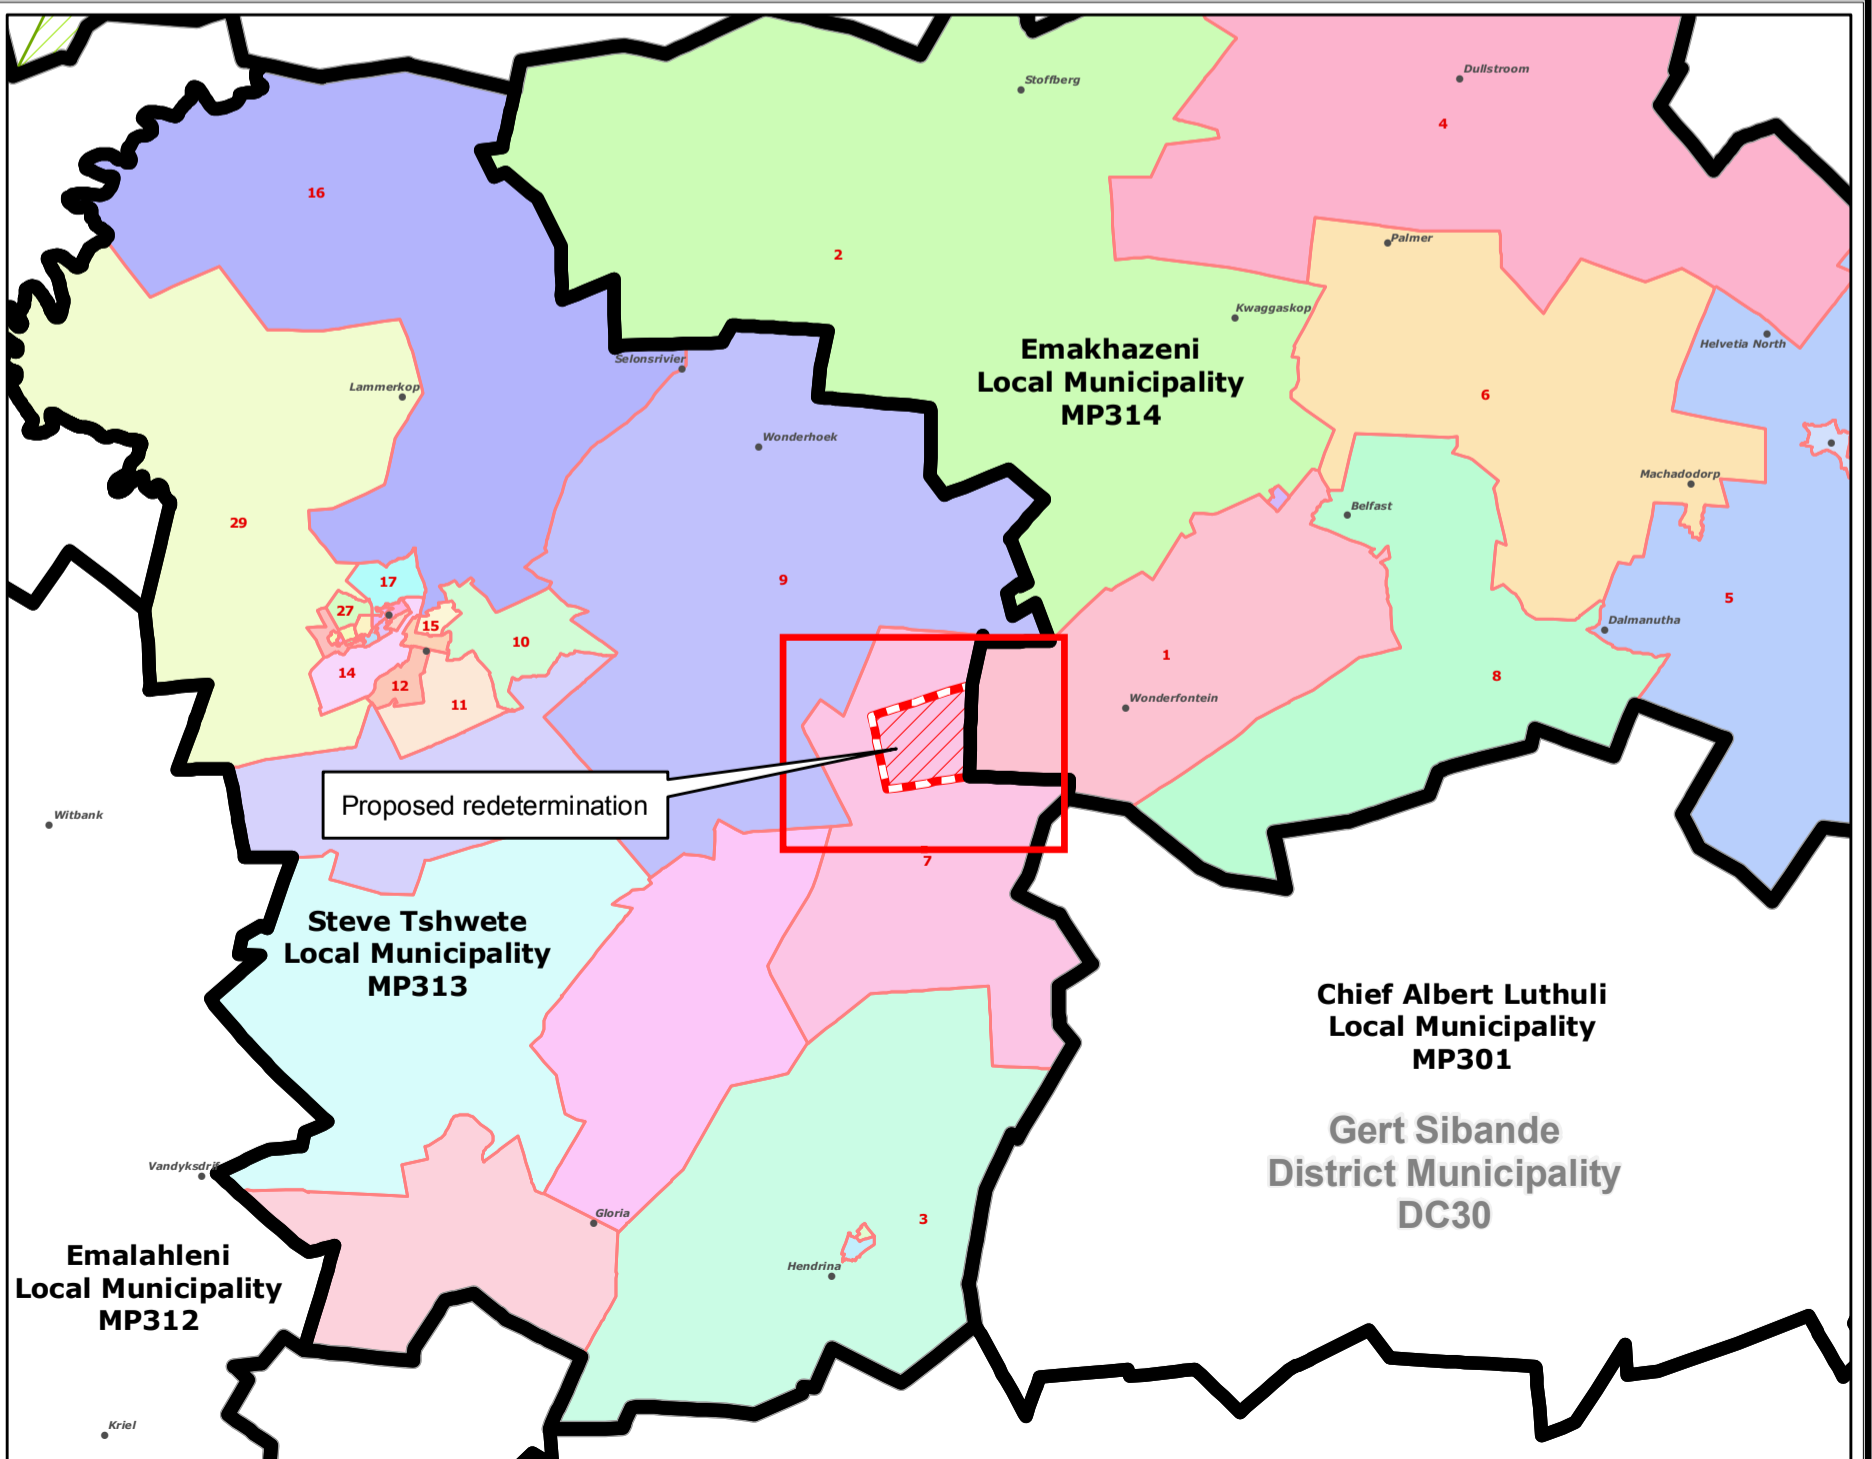 Stoffberg
Dullstroom
4
16
2
Palmer
Kwaggaskop
Emakhazeni
Local Municipality
MP314
Helvetia North
Selonsrivier
Lammerkop
6
Wonderhoek
Machadodorp
Belfast
29
17
9
27
15
10
5
Dalmanutha
14
12
11
1
8
Wonderfontein
Proposed redetermination
Witbank
7
Steve Tshwete
Local Municipality
MP313
Chief Albert Luthuli
Local Municipality
MP301
Gert Sibande
District Municipality
DC30
Vandyksdrif
Gloria
3
Emalahleni
Local Municipality
MP312
Hendrina
Kriel